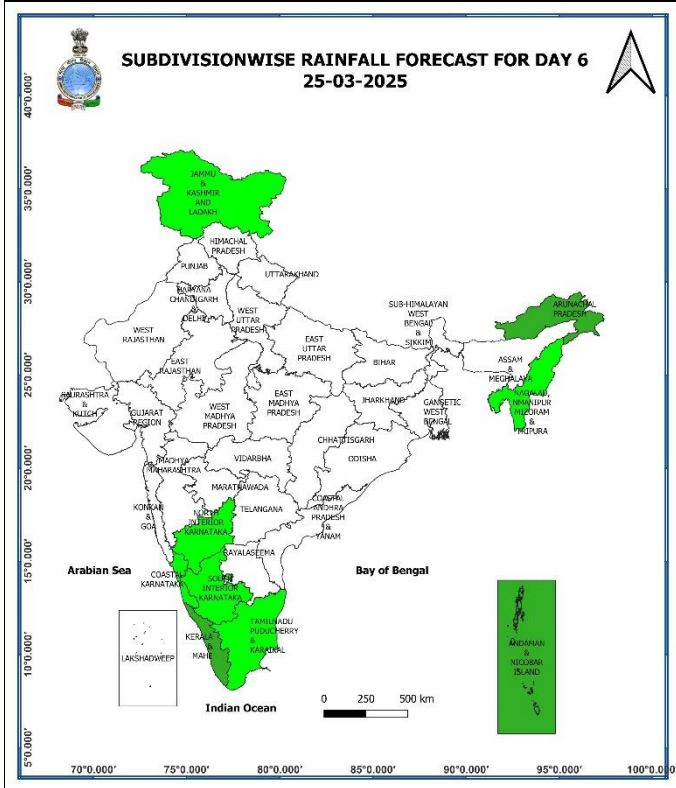 SUBDIVISIONWISE RAINFALL FORECAST FOR DAY 6
25-03-2025
40°0.000'
35°0.000'
30°0.000'
25°0.000'
20°0.000'
15°0.000'
10°0.000'
5°0.000'
JAMMU
&
KASHMIR
AND
LADAKH
HIMACHAL
PRADESH
PUNJAB
UTTARAKHAND
HARYANA
CHANDIGARH
&
DELHI
WEST
UTTAR
PRADESH
WEST
RAJASTHAN
EAST
UTTAR
PRADESH
SUB-HIMALAYAN
WEST
BENGAL &
SIKKIM
ARUNACHAL
PRADESH
ASSAM
&
MEGHALAYA
NAGALAD,
NMANIPUR
MIZORAM
&
TRIPURA
EAST
RAJASTHAN
BIHAR
SAURASHTRA
&
KUTCH
GUJARAT
REGION
WEST
MADHYA
PRADESH
EAST
MADHYA
PRADESH
JHARKHAND
GANGETIC
WEST
BENGAL
CHHATTISGARH
ODISHA
MADHYA
MAHARASHTRA
VIDARBHA
MARATHAWADA
KONKAN
&
GOA
NORTH
INTERIOR
KARNATAKA
TELANGANA
COASTAL
ANDHRA
PRADESH
&
YANAM
RAYALASEEMA
Arabian Sea
Bay of Bengal
COASTAL
KARNATAKA
SOUTH
INTERIOR
KARNATAKA
TAMILNADU
PUDUCHERRY
&
KARAIKAL
KERALA
&
MAHE
LAKSHADWEEP
ANDAMAN
&
NICOBAR
ISLAND
Indian Ocean
0 250 500 km
70°0.000' 75°0.000' 80°0.000' 85°0.000' 90°0.000' 95°0.000' 100°0.000'